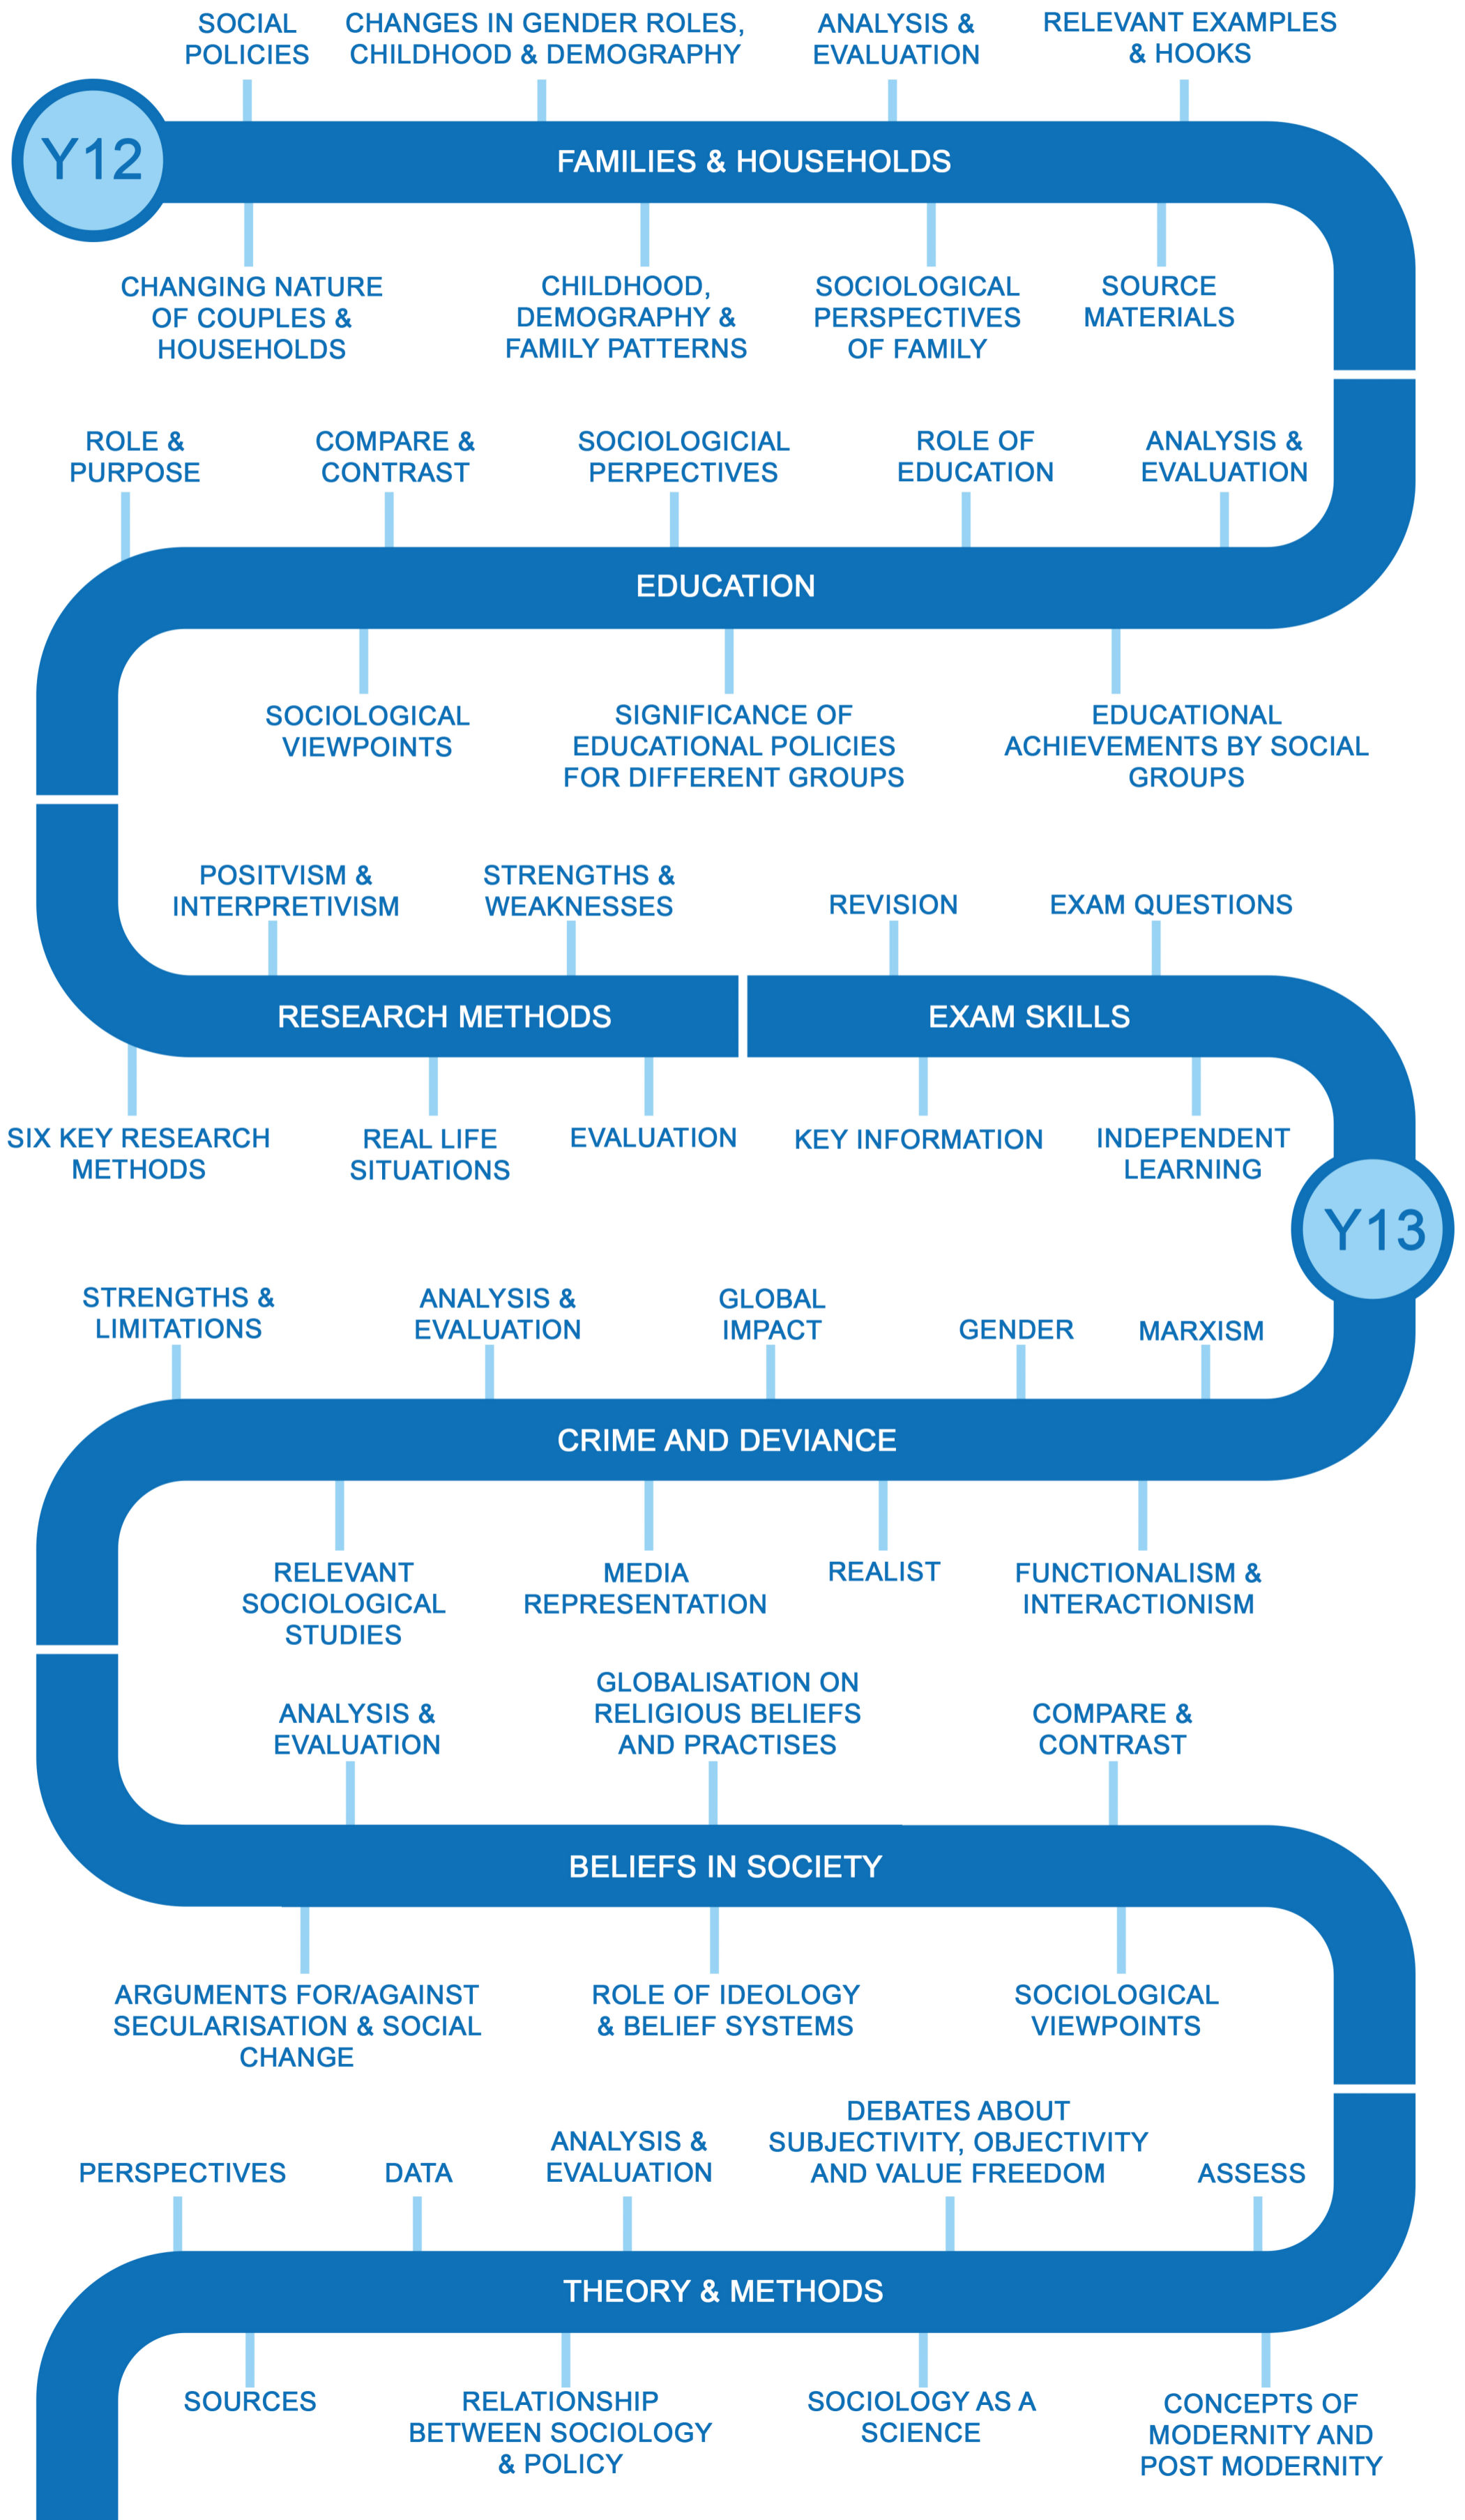 SOCIAL
POLICIES
CHANGES IN GENDER ROLES,
CHILDHOOD & DEMOGRAPHY
ANALYSIS &
EVALUATION
RELEVANT EXAMPLES
& HOOKS
Y12
FAMILIES & HOUSEHOLDS
CHANGING NATURE
OF COUPLES &
HOUSEHOLDS
CHILDHOOD,
DEMOGRAPHY &
FAMILY PATTERNS
SOCIOLOGICAL
PERSPECTIVES
OF FAMILY
SOURCE
MATERIALS
ROLE &
PURPOSE
COMPARE &
CONTRAST
SOCIOLOGICIAL
PERPECTIVES
ROLE OF
EDUCATION
ANALYSIS &
EVALUATION
EDUCATION
SOCIOLOGICAL
VIEWPOINTS
SIGNIFICANCE OF
EDUCATIONAL POLICIES
FOR DIFFERENT GROUPS
EDUCATIONAL
ACHIEVEMENTS BY SOCIAL
GROUPS
POSITVISM &
INTERPRETIVISM
STRENGTHS &
WEAKNESSES
REVISION
EXAM QUESTIONS
RESEARCH METHODS
EXAM SKILLS
SIX KEY RESEARCH
METHODS
REAL LIFE
SITUATIONS
EVALUATION
KEY INFORMATION
INDEPENDENT
LEARNING
Y13
STRENGTHS &
LIMITATIONS
ANALYSIS &
EVALUATION
GLOBAL
IMPACT
GENDER
MARXISM
CRIME AND DEVIANCE
RELEVANT
SOCIOLOGICAL
STUDIES
MEDIA
REPRESENTATION
REALIST
FUNCTIONALISM &
INTERACTIONISM
ANALYSIS &
EVALUATION
GLOBALISATION ON
RELIGIOUS BELIEFS
AND PRACTISES
COMPARE &
CONTRAST
BELIEFS IN SOCIETY
ARGUMENTS FOR/AGAINST
SECULARISATION & SOCIAL
CHANGE
ROLE OF IDEOLOGY
& BELIEF SYSTEMS
SOCIOLOGICAL
VIEWPOINTS
PERSPECTIVES
DATA
ANALYSIS &
EVALUATION
DEBATES ABOUT
SUBJECTIVITY, OBJECTIVITY
AND VALUE FREEDOM
ASSESS
THEORY & METHODS
SOURCES
RELATIONSHIP
BETWEEN SOCIOLOGY
& POLICY
SOCIOLOGY AS A
SCIENCE
CONCEPTS OF
MODERNITY AND
POST MODERNITY